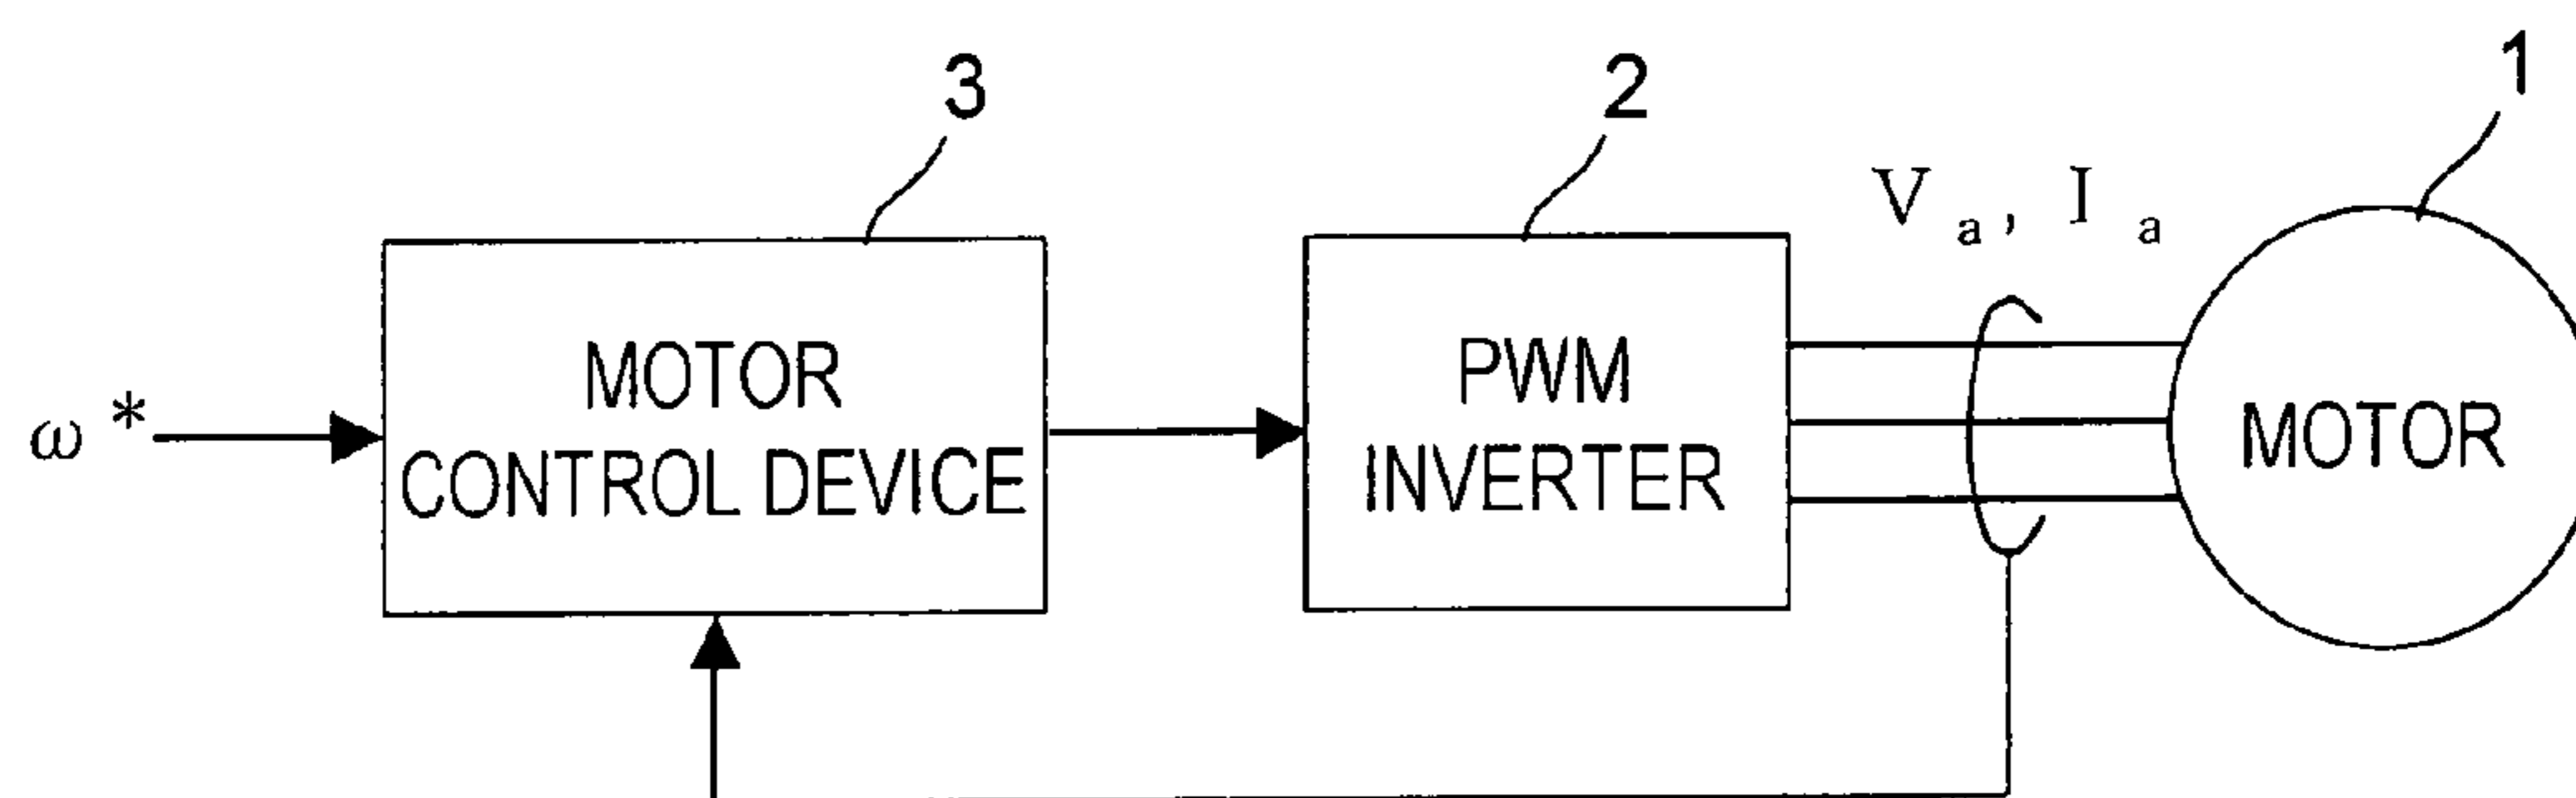 3
2
1
V a, I a
MOTOR
CONTROL DEVICE
PWM
INVERTER
MOTOR
ω *